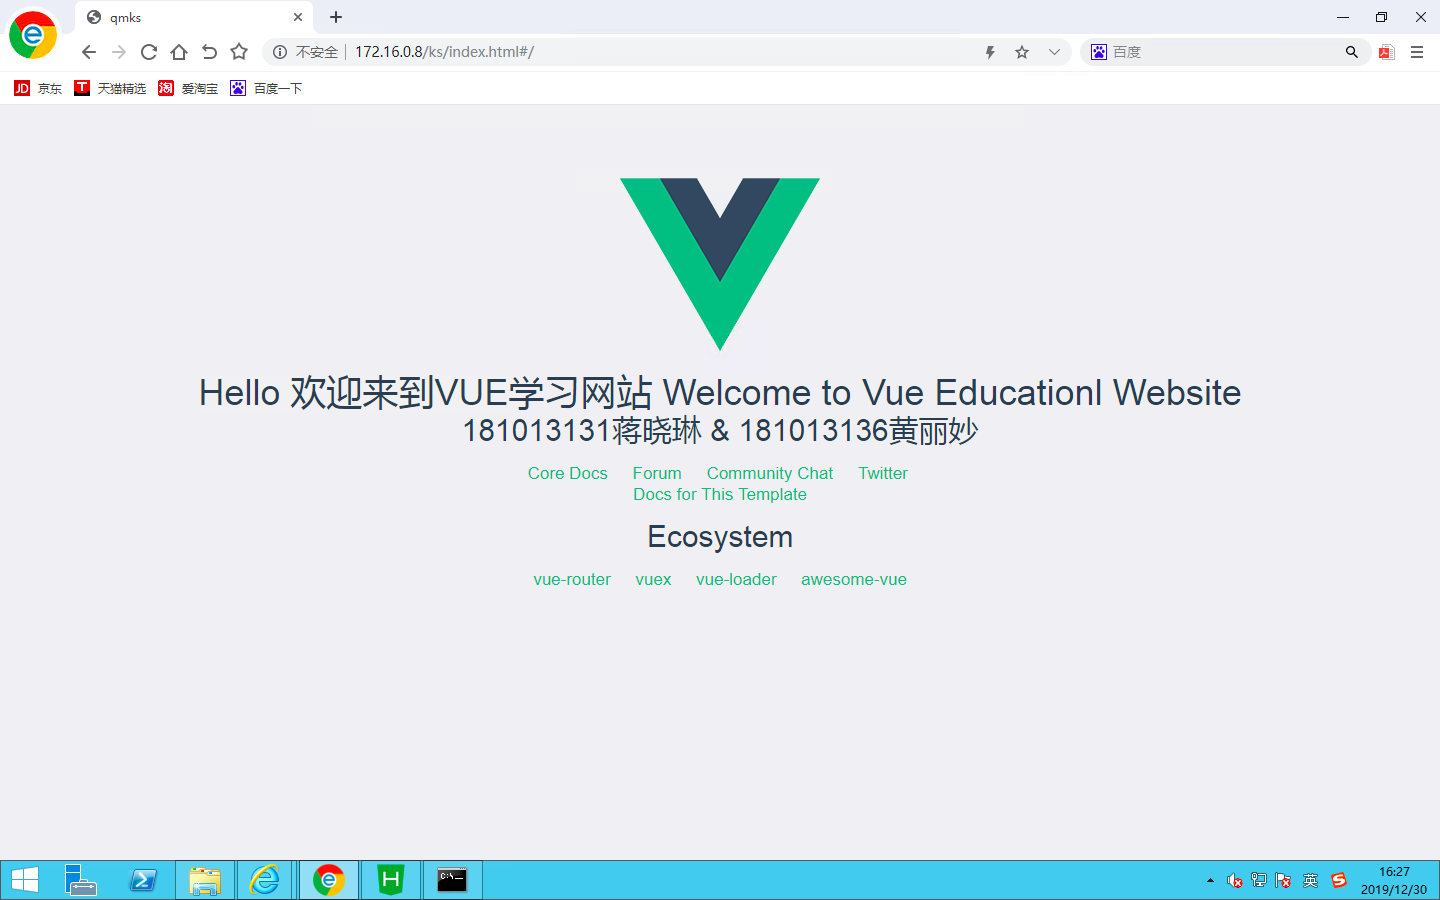 qmks
不安全 172.16.0.8/ks/index.html#/
百度
JD 京东 T 天猫精选 淘 爱淘宝 百度一下
Hello 欢迎来到VUE学习网站 Welcome to Vue Educationl Website
181013131蒋晓琳 & 181013136黄丽妙
Core Docs Forum Community Chat Twitter
Docs for This Template
Ecosystem
vue-router vuex vue-loader awesome-vue
英
16:27
2019/12/30